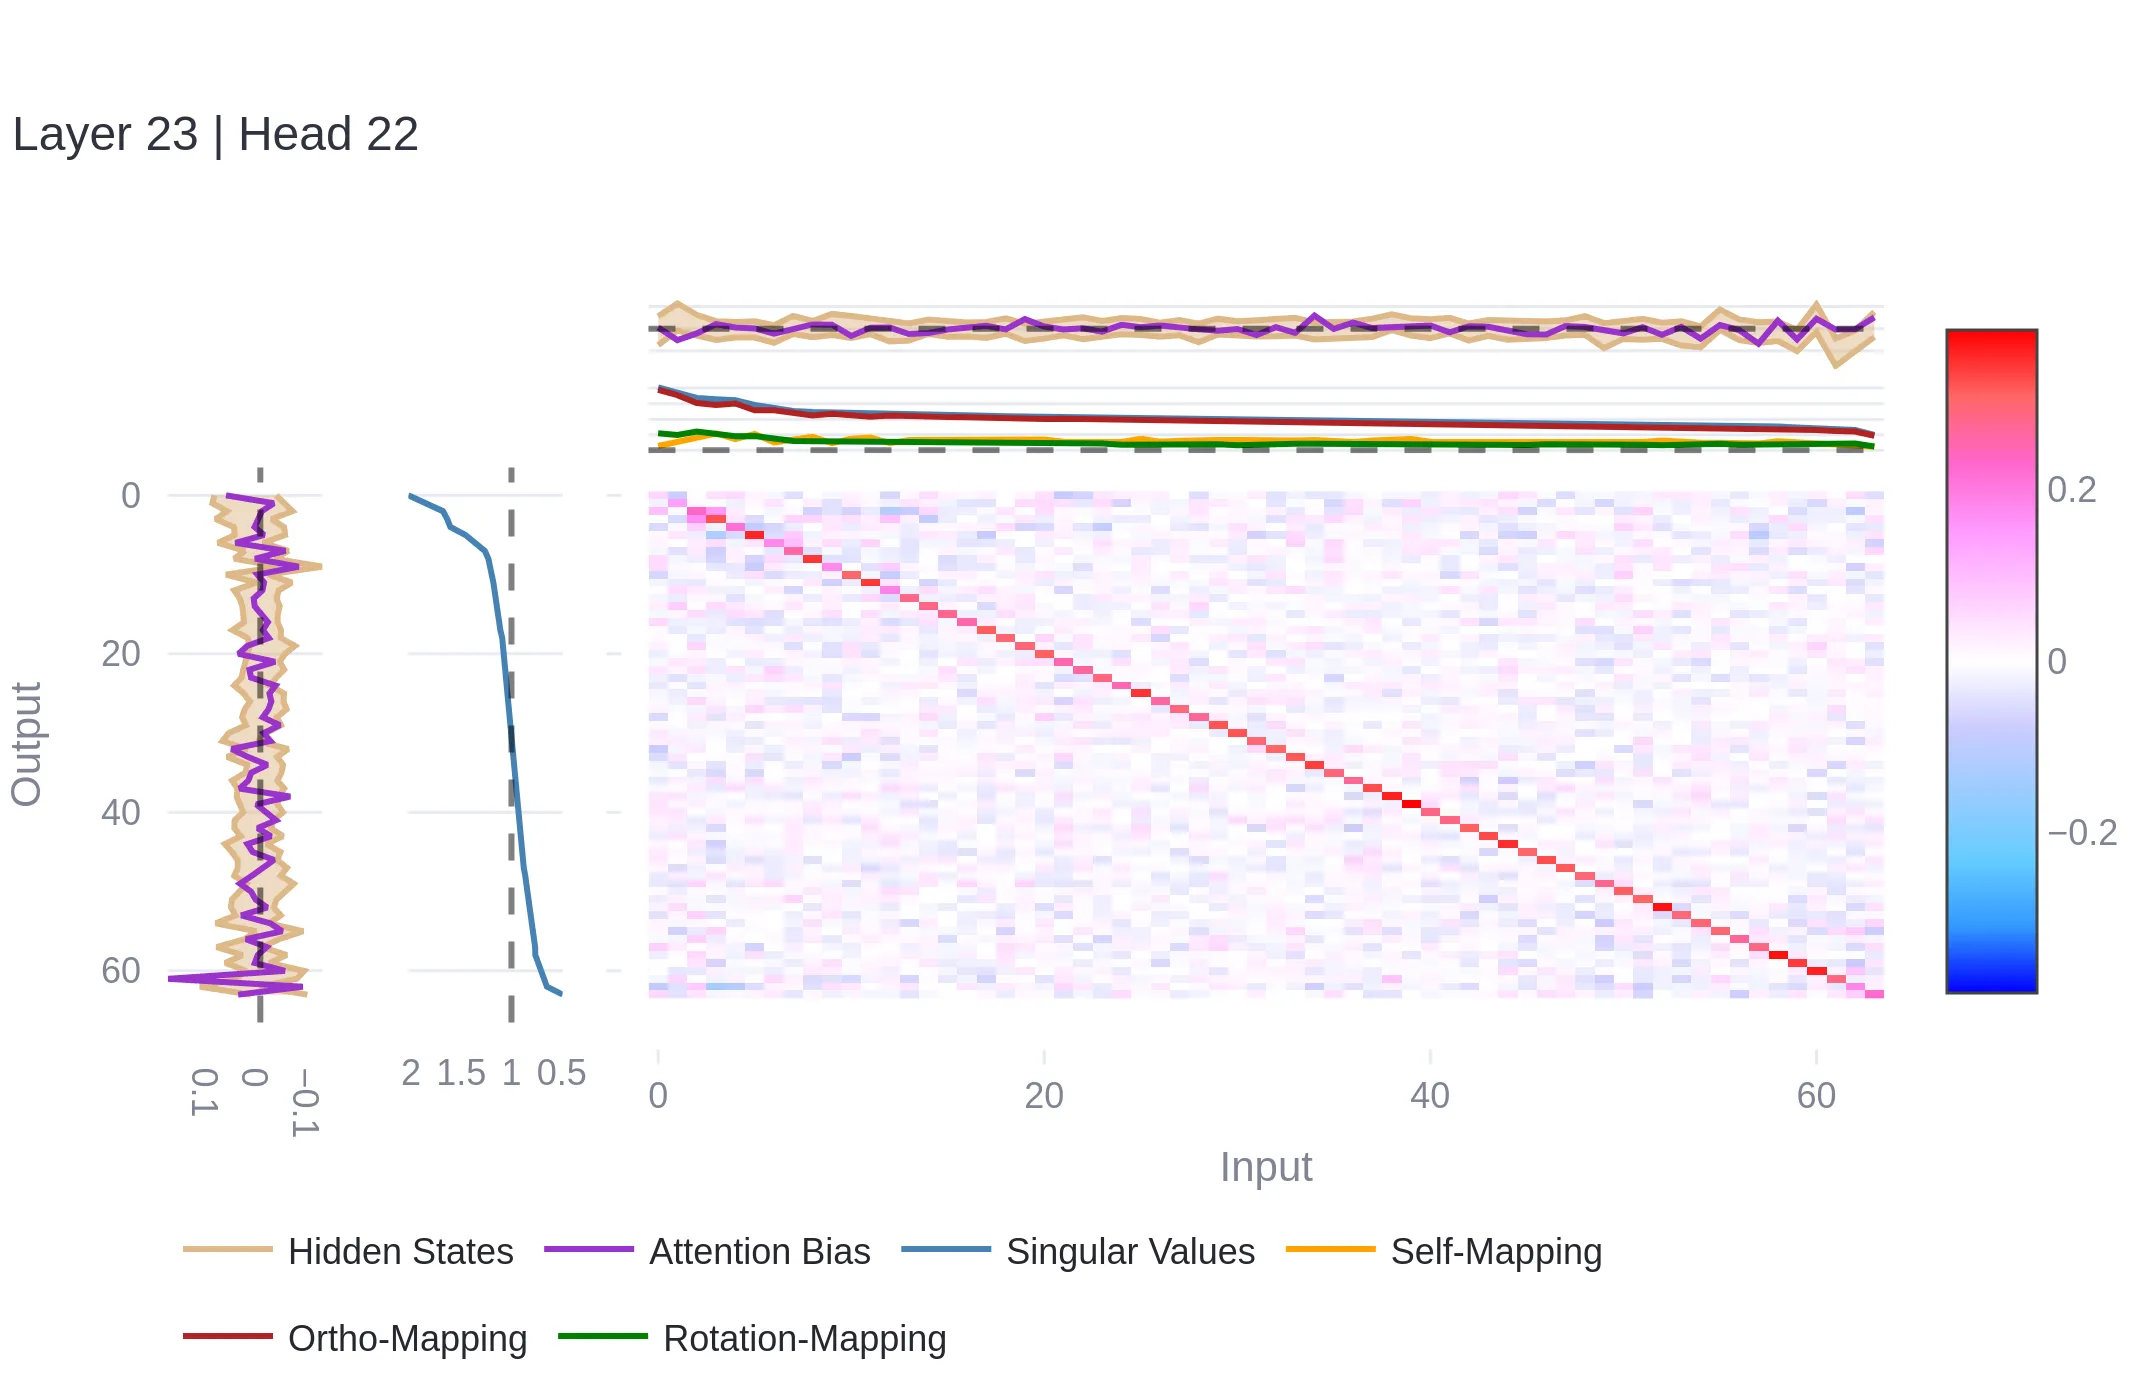 Layer 23 | Head 22
0
20
40
60
Output
0.1
0
−0.1
2
1.5
1
0.5
0
20
40
60
Input
0.2
0
−0.2
Hidden States
Attention Bias
Singular Values
Self-Mapping
Ortho-Mapping
Rotation-Mapping